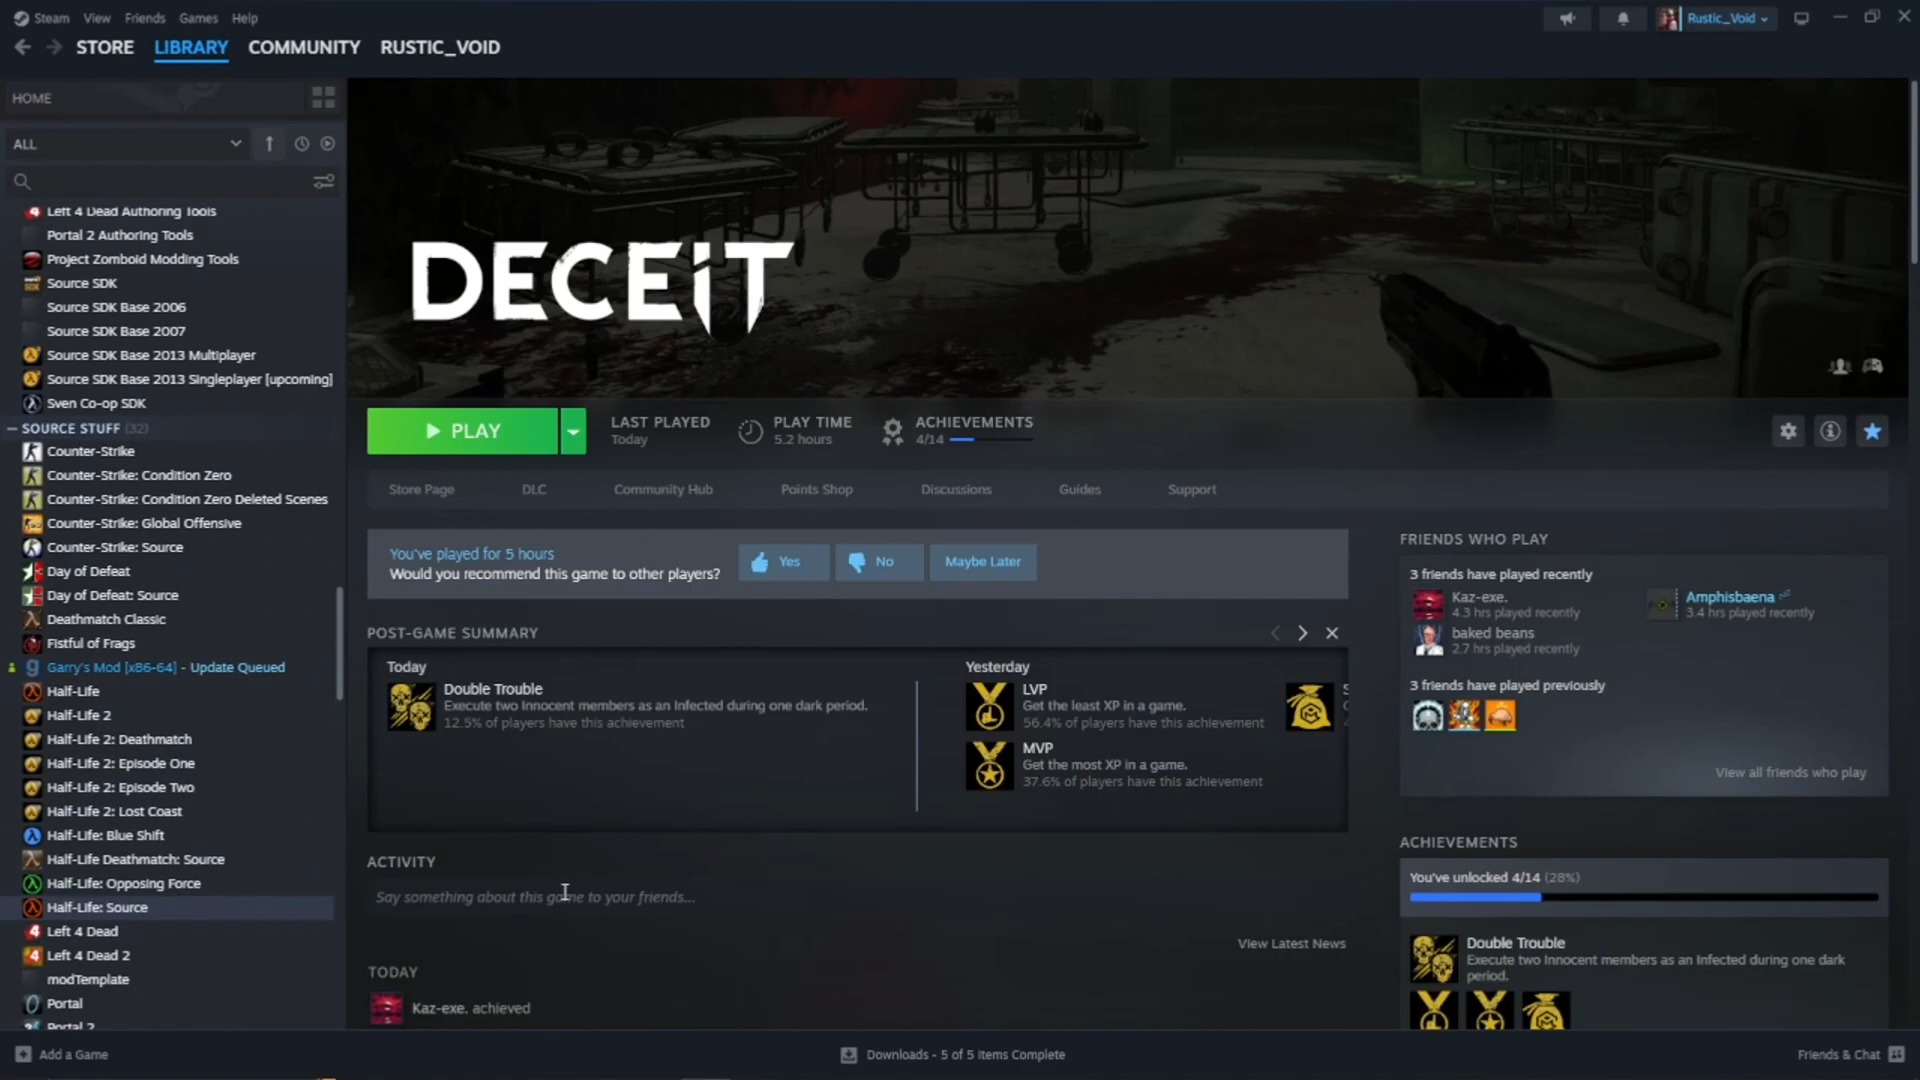 Steam View Friends Games Help
Rustic_Void
STORE LIBRARY COMMUNITY RUSTIC_VOID
HOME
ALL
Left 4 Dead Authoring Tools
Portal 2 Authoring Tools
Project Zomboid Modding Tools
Source SDK
Source SDK Base 2006
Source SDK Base 2007
Source SDK Base 2013 Multiplayer
Source SDK Base 2013 Singleplayer [upcoming]
Sven Co-op SDK
SOURCE STUFF (32)
Counter-Strike
Counter-Strike: Condition Zero
Counter-Strike: Condition Zero Deleted Scenes
Counter-Strike: Global Offensive
Counter-Strike: Source
Day of Defeat
Day of Defeat: Source
Deathmatch Classic
Fistful of Frags
Garry's Mod [x86-64] - Update Queued
Half-Life
Half-Life 2
Half-Life 2: Deathmatch
Half-Life 2: Episode One
Half-Life 2: Episode Two
Half-Life 2: Lost Coast
Half-Life: Blue Shift
Half-Life Deathmatch: Source
Half-Life: Opposing Force
Half-Life: Source
Left 4 Dead
Left 4 Dead 2
modTemplate
Portal
Portal 2
DECEIT
PLAY
LAST PLAYED
Today
PLAY TIME
5.2 hours
ACHIEVEMENTS
4/14
Store Page DLC Community Hub Points Shop Discussions Guides Support
You've played for 5 hours
Would you recommend this game to other players?
Yes
No
Maybe Later
POST-GAME SUMMARY
Today
Double Trouble
Execute two Innocent members as an Infected during one dark period.
12.5% of players have this achievement
Yesterday
LVP
Get the least XP in a game.
56.4% of players have this achievement
MVP
Get the most XP in a game.
37.6% of players have this achievement
ACTIVITY
Say something about this game to your friends...
View Latest News
TODAY
Kaz-exe. achieved
FRIENDS WHO PLAY
3 friends have played recently
Kaz-exe.
4.3 hrs played recently
Amphisbaena
3.4 hrs played recently
baked beans
2.7 hrs played recently
3 friends have played previously
View all friends who play
ACHIEVEMENTS
You've unlocked 4/14 (28%)
Double Trouble
Execute two Innocent members as an Infected during one dark
period.
Add a Game
Downloads - 5 of 5 Items Complete
Friends & Chat